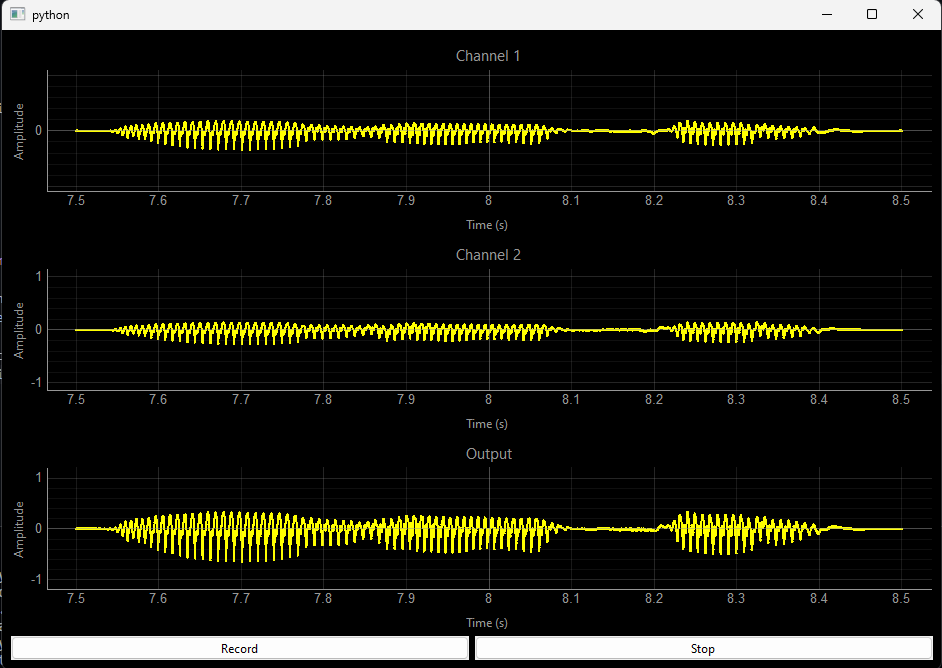 python
Channel 1
Amplitude
0
7.5 7.6 7.7 7.8 7.9 8 8.1 8.2 8.3 8.4 8.5
Time (s)
Channel 2
Amplitude
1
0
-1
7.5 7.6 7.7 7.8 7.9 8 8.1 8.2 8.3 8.4 8.5
Time (s)
Output
Amplitude
1
0
-1
7.5 7.6 7.7 7.8 7.9 8 8.1 8.2 8.3 8.4 8.5
Time (s)
Record Stop